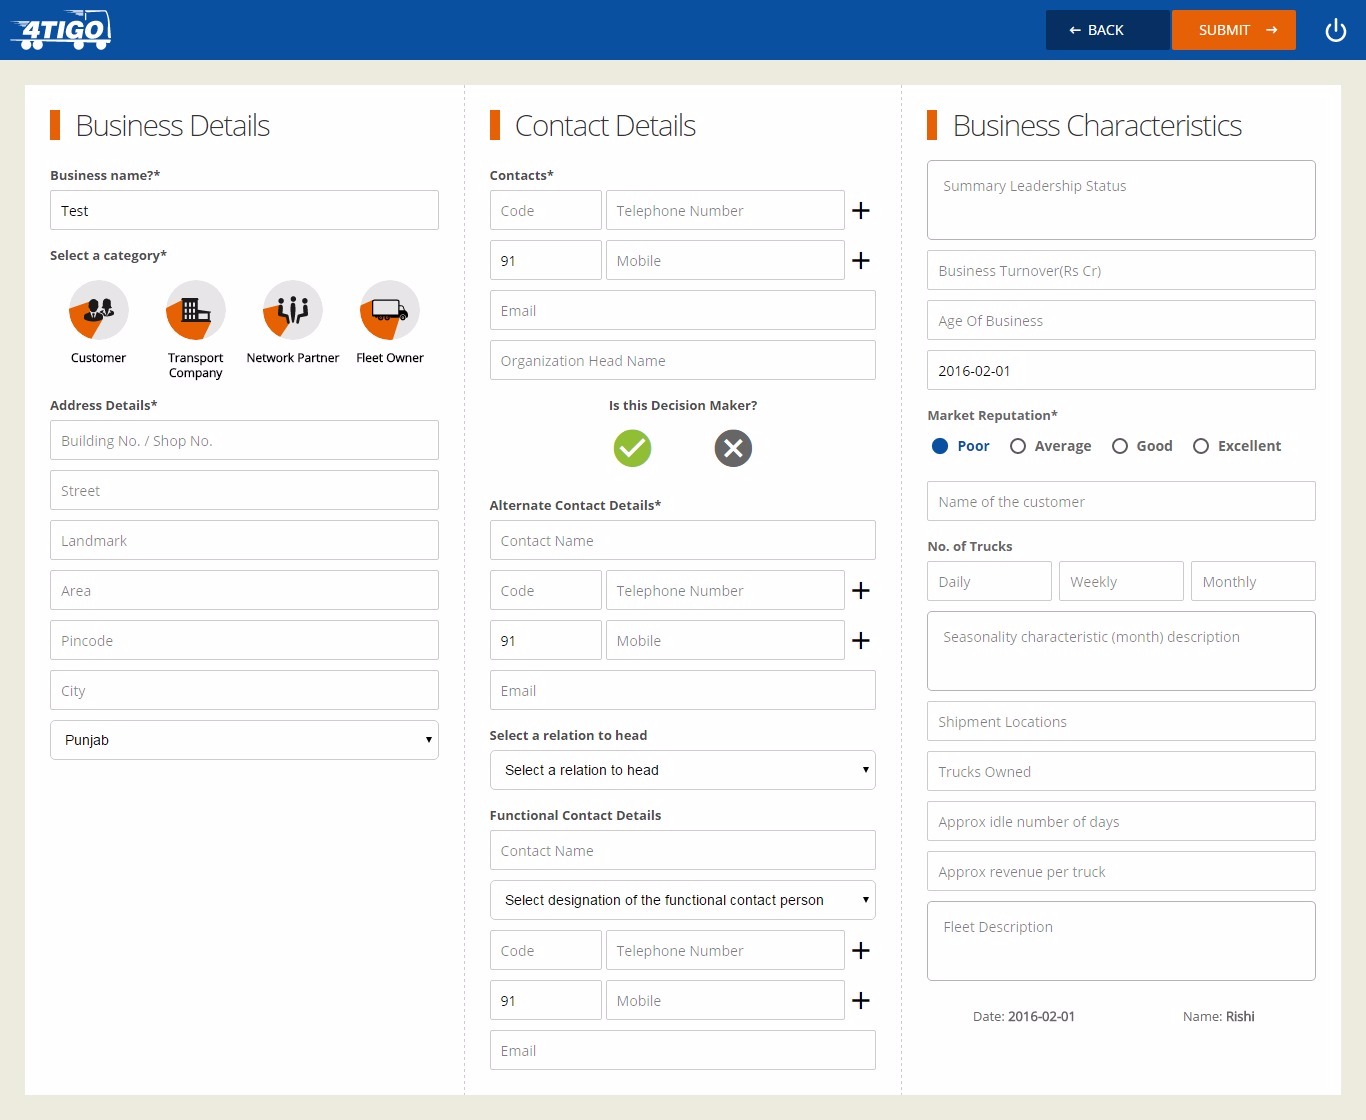 4TIGO
← BACK
SUBMIT →
Business Details
Business name?*
Test
Select a category*
Customer
Transport
Company
Network Partner
Fleet Owner
Address Details*
Building No. / Shop No.
Street
Landmark
Area
Pincode
City
Punjab
Contact Details
Contacts*
Code Telephone Number +
91 Mobile +
Email
Organization Head Name
Is this Decision Maker?
Alternate Contact Details*
Contact Name
Code Telephone Number +
91 Mobile +
Email
Select a relation to head
Select a relation to head
Functional Contact Details
Contact Name
Select designation of the functional contact person
Code Telephone Number +
91 Mobile +
Email
Business Characteristics
Summary Leadership Status
Business Turnover(Rs Cr)
Age Of Business
2016-02-01
Market Reputation*
Poor Average Good Excellent
Name of the customer
No. of Trucks
Daily Weekly Monthly
Seasonality characteristic (month) description
Shipment Locations
Trucks Owned
Approx idle number of days
Approx revenue per truck
Fleet Description
Date: 2016-02-01 Name: Rishi